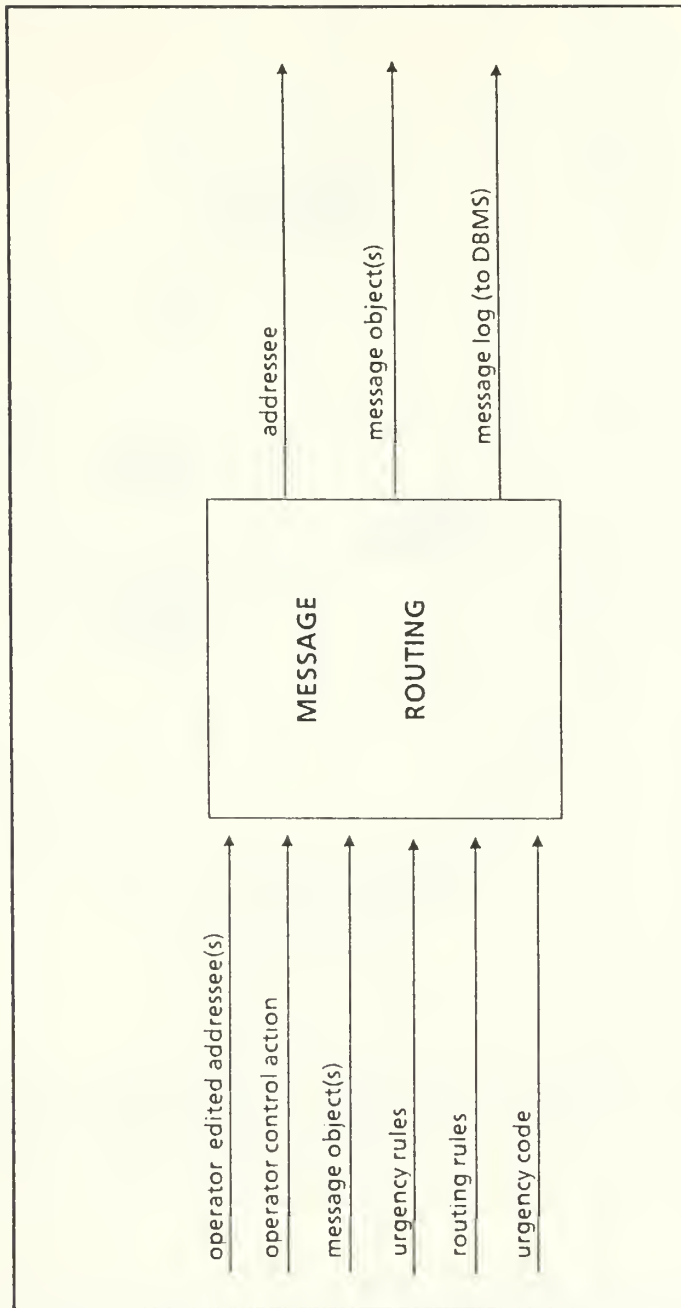 operator edited addressee(s)
operator control action
message object(s)
urgency rules
routing rules
urgency code
MESSAGE
ROUTING
addressee
message object(s)
message log (to DBMS)